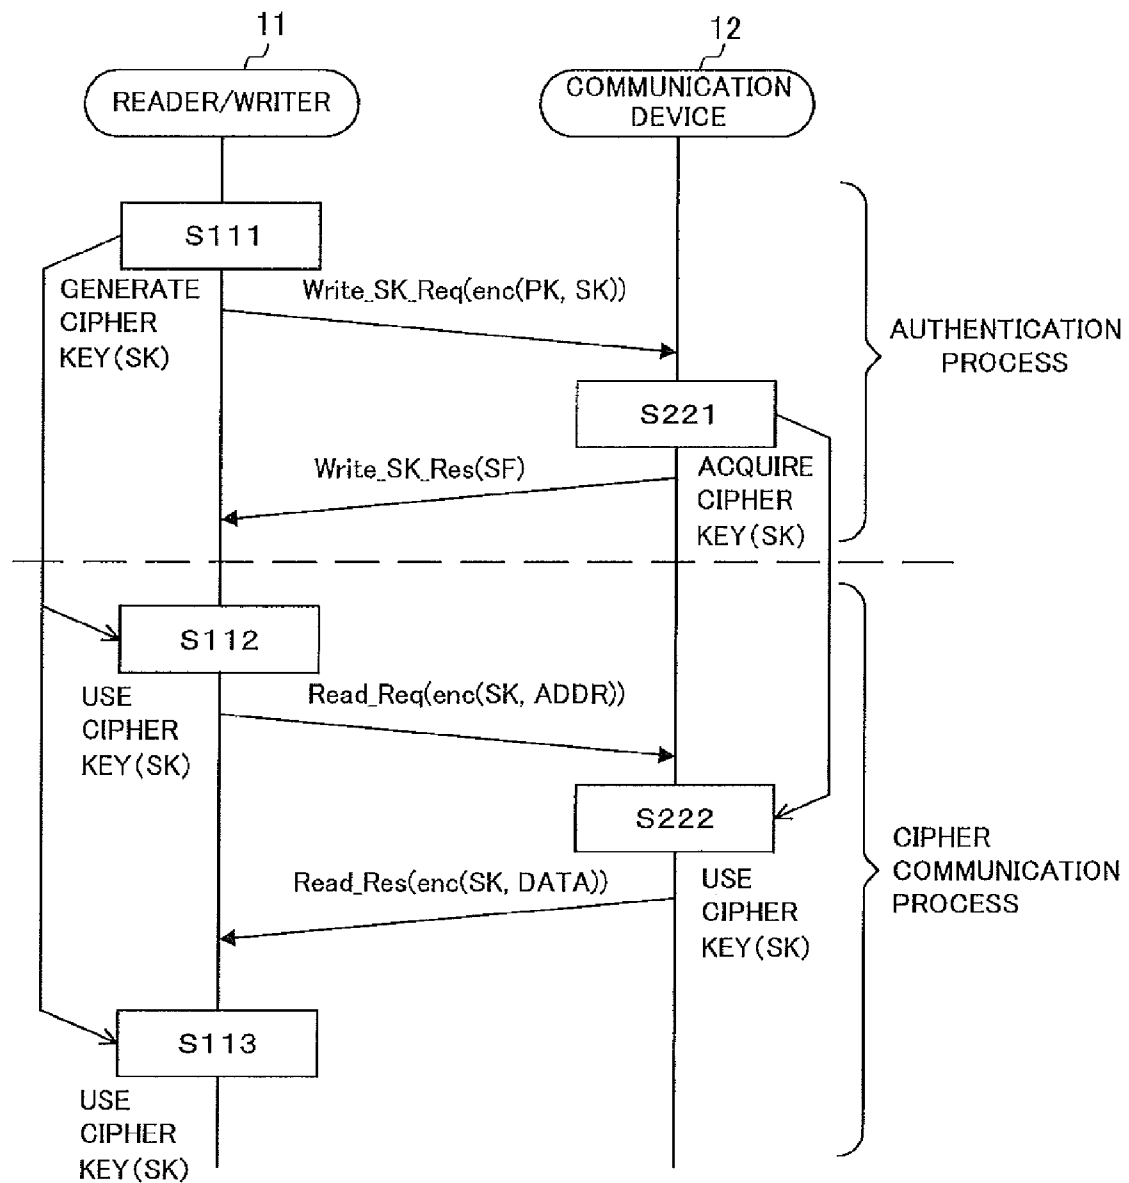 11
12
READER/WRITER
COMMUNICATION
DEVICE
S111
GENERATE
CIPHER
KEY(SK)
Write_SK_Req(enc(PK, SK))
AUTHENTICATION
PROCESS
S221
Write_SK_Res(SF)
ACQUIRE
CIPHER
KEY(SK)
S112
USE
CIPHER
KEY(SK)
Read_Req(enc(SK, ADDR))
S222
Read_Res(enc(SK, DATA))
USE
CIPHER
KEY(SK)
CIPHER
COMMUNICATION
PROCESS
S113
USE
CIPHER
KEY(SK)